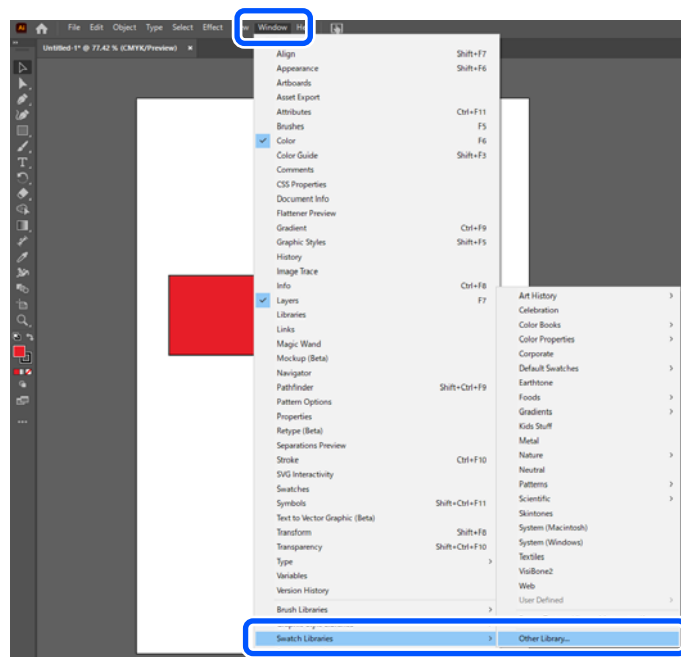 Ai File Edit Object Type Select Effect Window
Untitled-1* @ 77.42 % (CMYK/Preview) ×
Align Shift+F7
Appearance Shift+F6
Artboards
Asset Export
Attributes Ctrl+F11
Brushes F5
Color F6
Color Guide Shift+F3
Comments
CSS Properties
Document Info
Flattener Preview
Gradient Ctrl+F9
Graphic Styles Shift+F5
History
Image Trace
Info Ctrl+F8
Layers F7
Libraries
Links
Magic Wand
Mockup (Beta)
Navigator
Pathfinder Shift+Ctrl+F9
Pattern Options
Properties
Retype (Beta)
Separations Preview
Stroke Ctrl+F10
SVG Interactivity
Swatches
Symbols Shift+Ctrl+F11
Text to Vector Graphic (Beta)
Transform Shift+F8
Transparency Shift+Ctrl+F10
Type
Variables
Version History
Brush Libraries
Swatch Libraries
Art History
Celebration
Color Books
Color Properties
Corporate
Default Swatches
Earthtone
Foods
Gradients
Kids Stuff
Metal
Nature
Neutral
Patterns
Scientific
Skintones
System (Macintosh)
System (Windows)
Textiles
VisiBone2
Web
User Defined
Other Library...